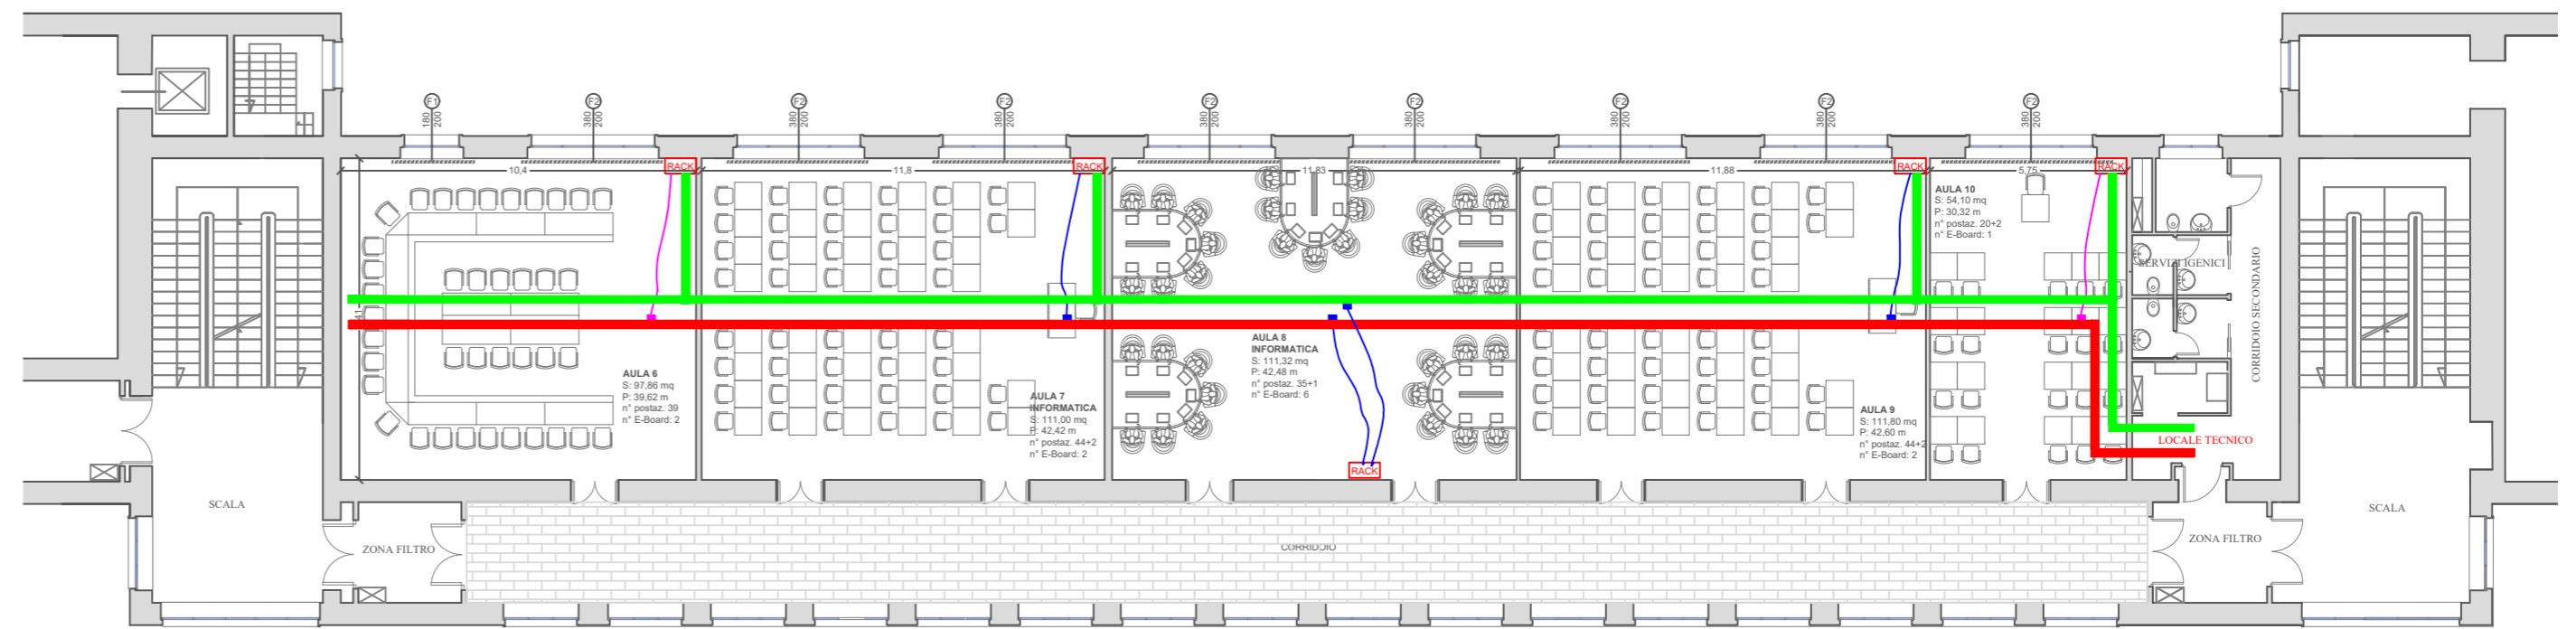 F1
F2
F2
F2
F2
F2
F2
F2
F2
180
200
380
200
380
200
380
200
380
200
380
200
380
200
380
200
380
200
RACK
RACK
RACK
RACK
10,4
11,8
11,83
11,88
5,75
41
AULA 10
S: 54,10 mq
P: 30,32 m
n° postaz. 20+2
n° E-Board: 1
SERVIZI IGENICI
CORRIDOIO SECONDARIO
AULA 8
INFORMATICA
S: 111,32 mq
P: 42,48 m
n° postaz. 35+1
n° E-Board: 6
AULA 6
S: 97,86 mq
P: 39,62 m
n° postaz. 39
n° E-Board: 2
AULA 7
INFORMATICA
S: 111,00 mq
P: 42,42 m
n° postaz. 44+2
n° E-Board: 2
AULA 9
S: 111,80 mq
P: 42,60 m
n° postaz. 44+2
n° E-Board: 2
LOCALE TECNICO
RACK
SCALA
SCALA
ZONA FILTRO
CORRIDOIO
ZONA FILTRO